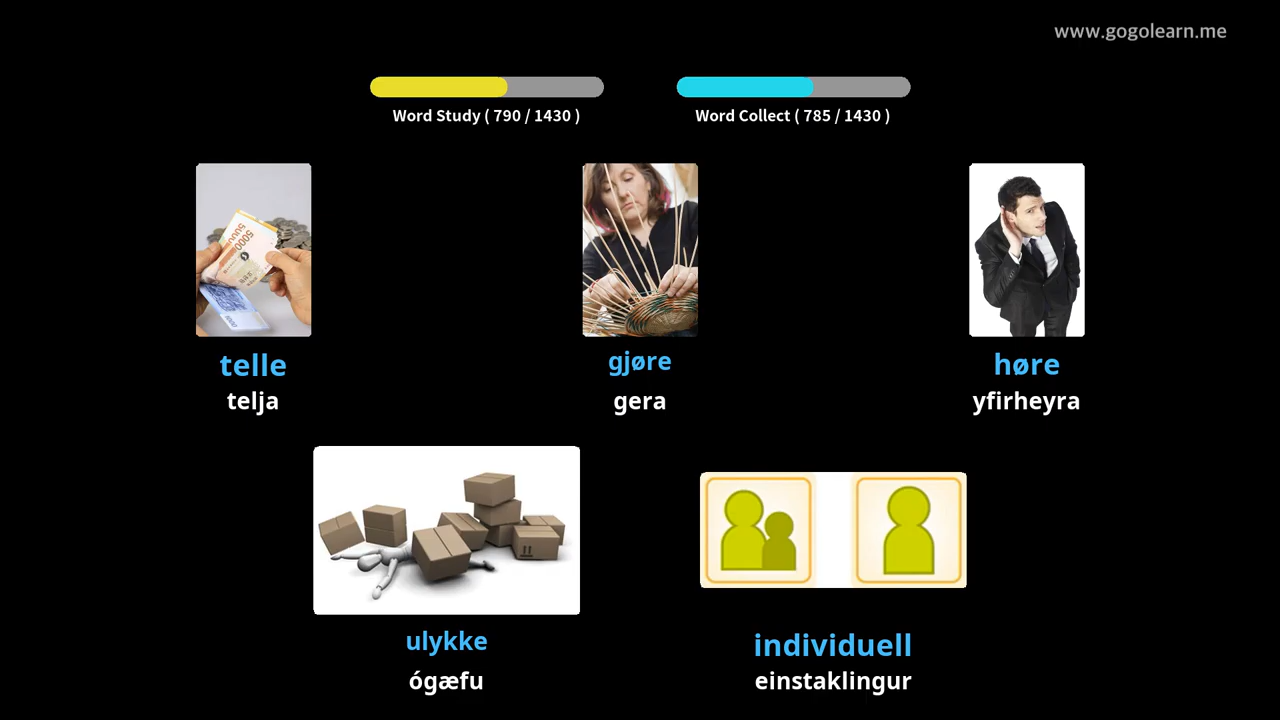 www.gogolearn.me
Word Study ( 790 / 1430 )
Word Collect ( 785 / 1430 )
telle
telja
gjøre
gera
høre
yfirheyra
ulykke
ógæfu
individuell
einstaklingur